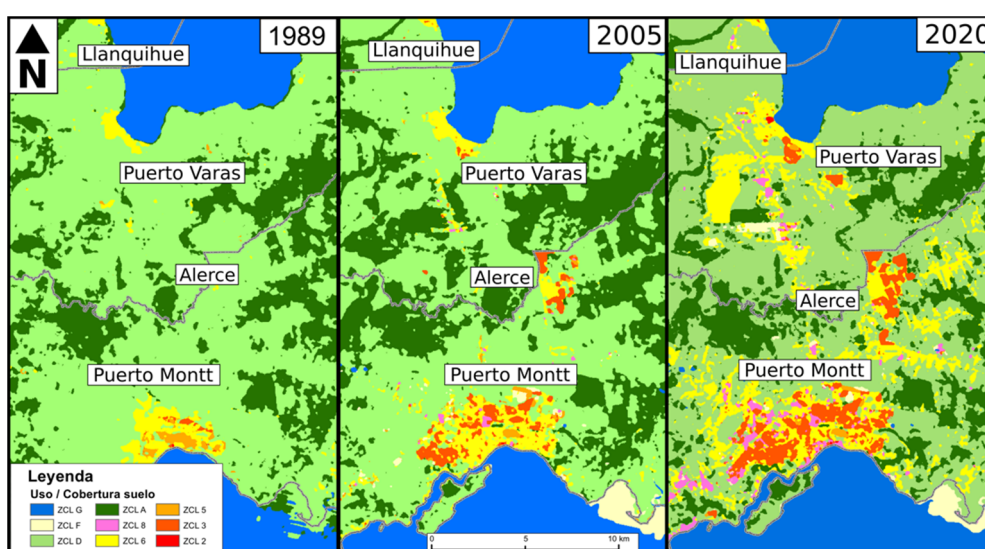 N
1989
Llanquihue
Puerto Varas
Alerce
Puerto Montt
Leyenda
Uso / Cobertura suelo
ZCL G
ZCL A
ZCL 5
ZCL F
ZCL 8
ZCL 3
ZCL D
ZCL 6
ZCL 2
2005
Llanquihue
Puerto Varas
Alerce
Puerto Montt
0 5 10 km
2020
Llanquihue
Puerto Varas
Alerce
Puerto Montt